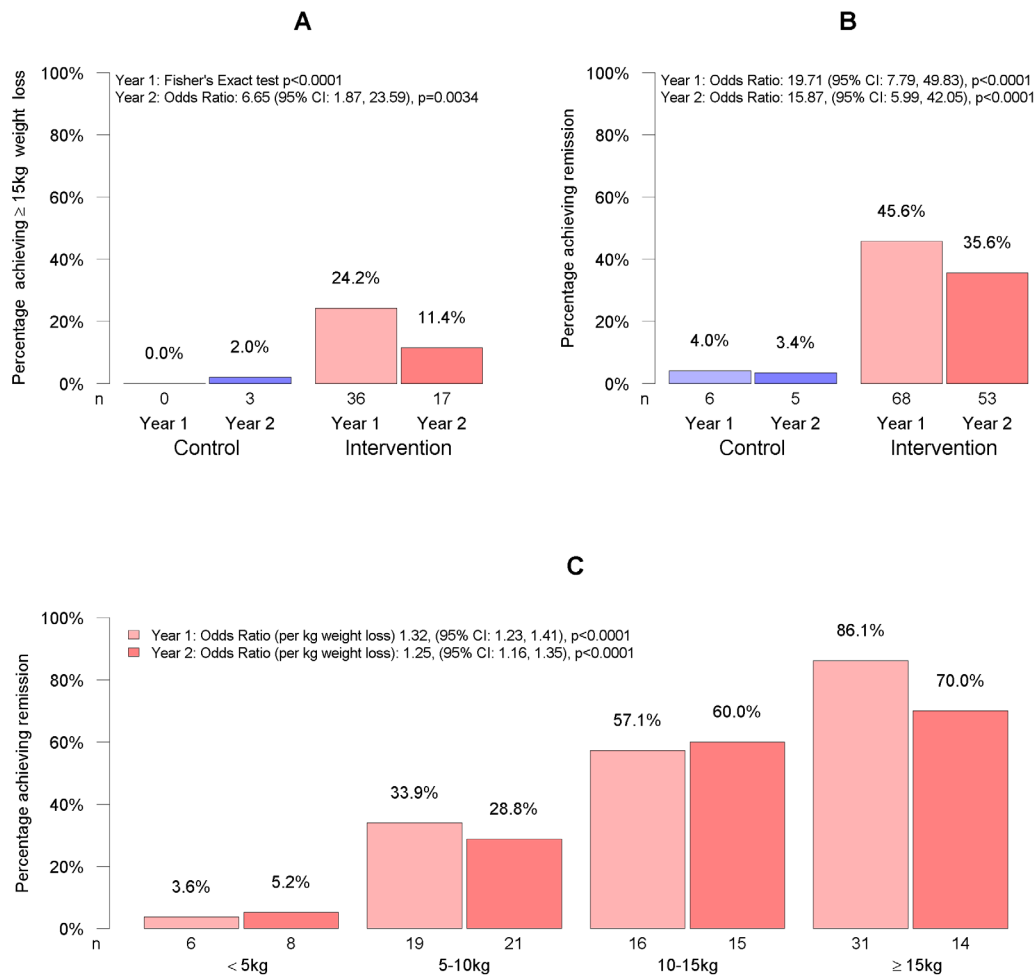 A
Percentage achieving ≥ 15kg weight loss
100%
80%
60%
40%
20%
0%
Year 1: Fisher's Exact test p<0.0001
Year 2: Odds Ratio: 6.65 (95% CI: 1.87, 23.59), p=0.0034
0.0%
2.0%
24.2%
11.4%
n 0 3 36 17
Year 1 Year 2 Year 1 Year 2
Control Intervention
B
Percentage achieving remission
100%
80%
60%
40%
20%
0%
Year 1: Odds Ratio: 19.71 (95% CI: 7.79, 49.83), p<0.0001
Year 2: Odds Ratio: 15.87, (95% CI: 5.99, 42.05), p<0.0001
4.0%
3.4%
45.6%
35.6%
n 6 5 68 53
Year 1 Year 2 Year 1 Year 2
Control Intervention
C
Percentage achieving remission
100%
80%
60%
40%
20%
0%
Year 1: Odds Ratio (per kg weight loss) 1.32, (95% CI: 1.23, 1.41), p<0.0001
Year 2: Odds Ratio (per kg weight loss): 1.25, (95% CI: 1.16, 1.35), p<0.0001
3.6%
5.2%
33.9%
28.8%
57.1%
60.0%
86.1%
70.0%
n 6 8 19 21 16 15 31 14
< 5kg 5-10kg 10-15kg ≥ 15kg